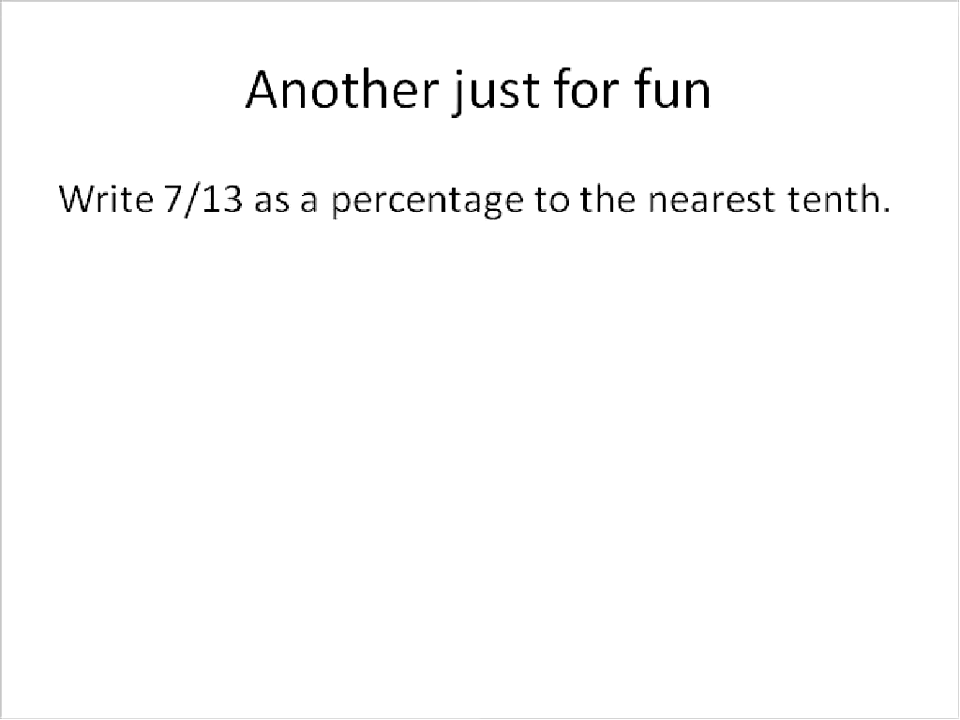 Another just for fun
Write 7/13 as a percentage to the nearest tenth.